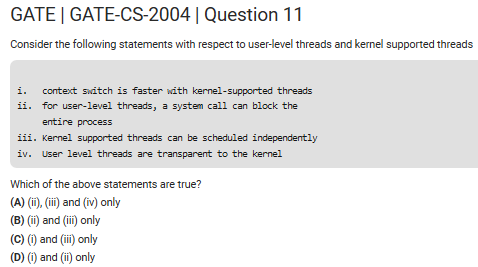 GATE | GATE-CS-2004 | Question 11
Consider the following statements with respect to user-level threads and kernel supported threads
i. context switch is faster with kernel-supported threads
ii. for user-level threads, a system call can block the
entire process
iii. Kernel supported threads can be scheduled independently
iv. User level threads are transparent to the kernel
Which of the above statements are true?
(A) (ii), (iii) and (iv) only
(B) (ii) and (iii) only
(C) (i) and (iii) only
(D) (i) and (ii) only